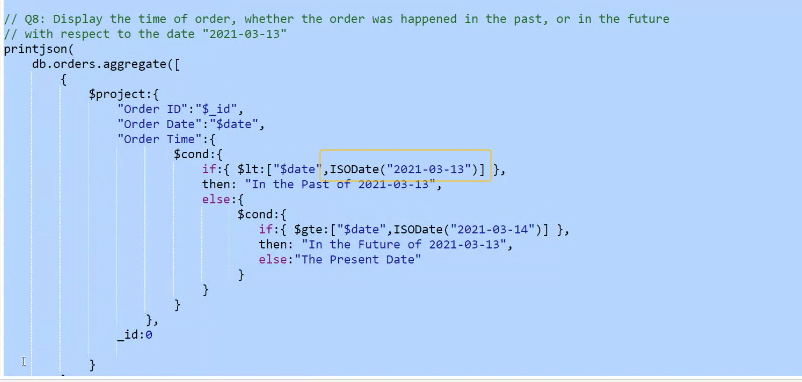 // Q8: Display the time of order, whether the order was happened in the past, or in the future
// with respect to the date "2021-03-13"
printjson(
    db.orders.aggregate([
        {
            $project:{
                "Order ID":"$_id",
                "Order Date":"$date",
                "Order Time":{
                        $cond:{
                            if:{ $lt:["$date",ISODate("2021-03-13")] },
                            then: "In the Past of 2021-03-13",
                            else:{
                                 $cond:{
                                    if:{ $gte:["$date",ISODate("2021-03-14")] },
                                    then: "In the Future of 2021-03-13",
                                    else:"The Present Date"
                                 }
                            }
                        }
                    },
                _id:0
            }